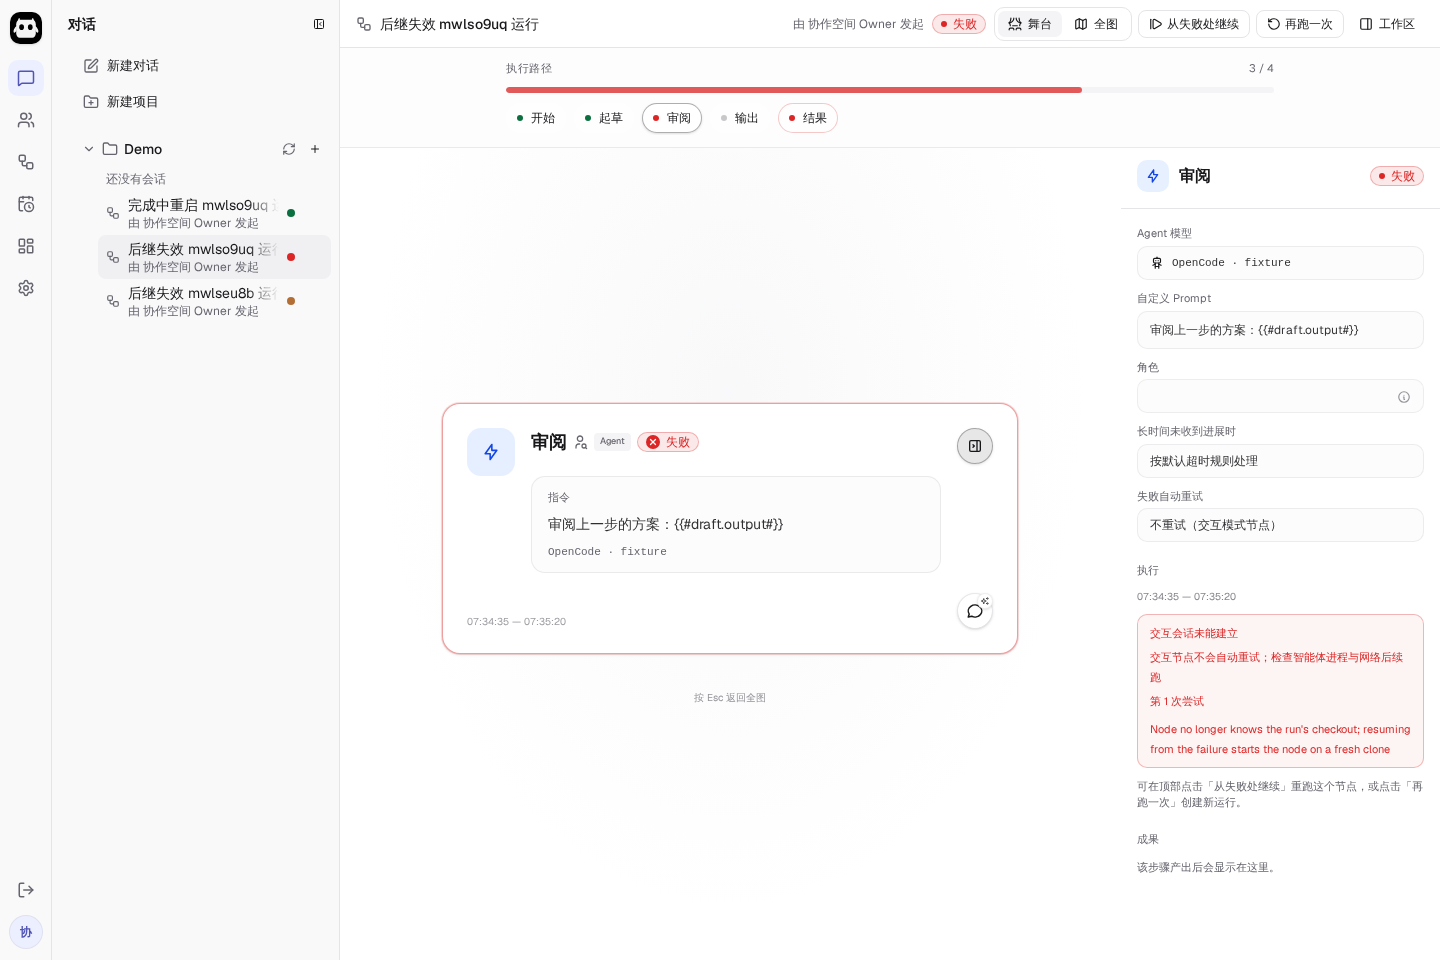 对话
新建对话
新建项目
Demo
还没有会话
完成中重启 mwlso9uq
由 协作空间 Owner 发起
后继失效 mwlso9uq 运行
由 协作空间 Owner 发起
后继失效 mwlseu8b 运行
由 协作空间 Owner 发起
协
后继失效 mwlso9uq 运行
由 协作空间 Owner 发起
失败
舞台
全图
从失败处继续
再跑一次
工作区
执行路径
3 / 4
开始
起草
审阅
输出
结果
审阅
Agent
失败
指令
审阅上一步的方案：{{#draft.output#}}
OpenCode · fixture
07:34:35 — 07:35:20
按 Esc 返回全图
审阅
失败
Agent 模型
OpenCode · fixture
自定义 Prompt
审阅上一步的方案：{{#draft.output#}}
角色
长时间未收到进展时
按默认超时规则处理
失败自动重试
不重试（交互模式节点）
执行
07:34:35 — 07:35:20
交互会话未能建立
交互节点不会自动重试；检查智能体进程与网络后续
跑
第 1 次尝试
Node no longer knows the run's checkout; resuming
from the failure starts the node on a fresh clone
可在顶部点击「从失败处继续」重跑这个节点，或点击「再
跑一次」创建新运行。
成果
该步骤产出后会显示在这里。